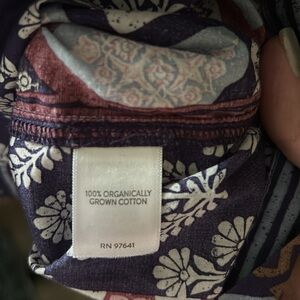 100% ORGANICALLY
GROWN COTTON
RN 97641